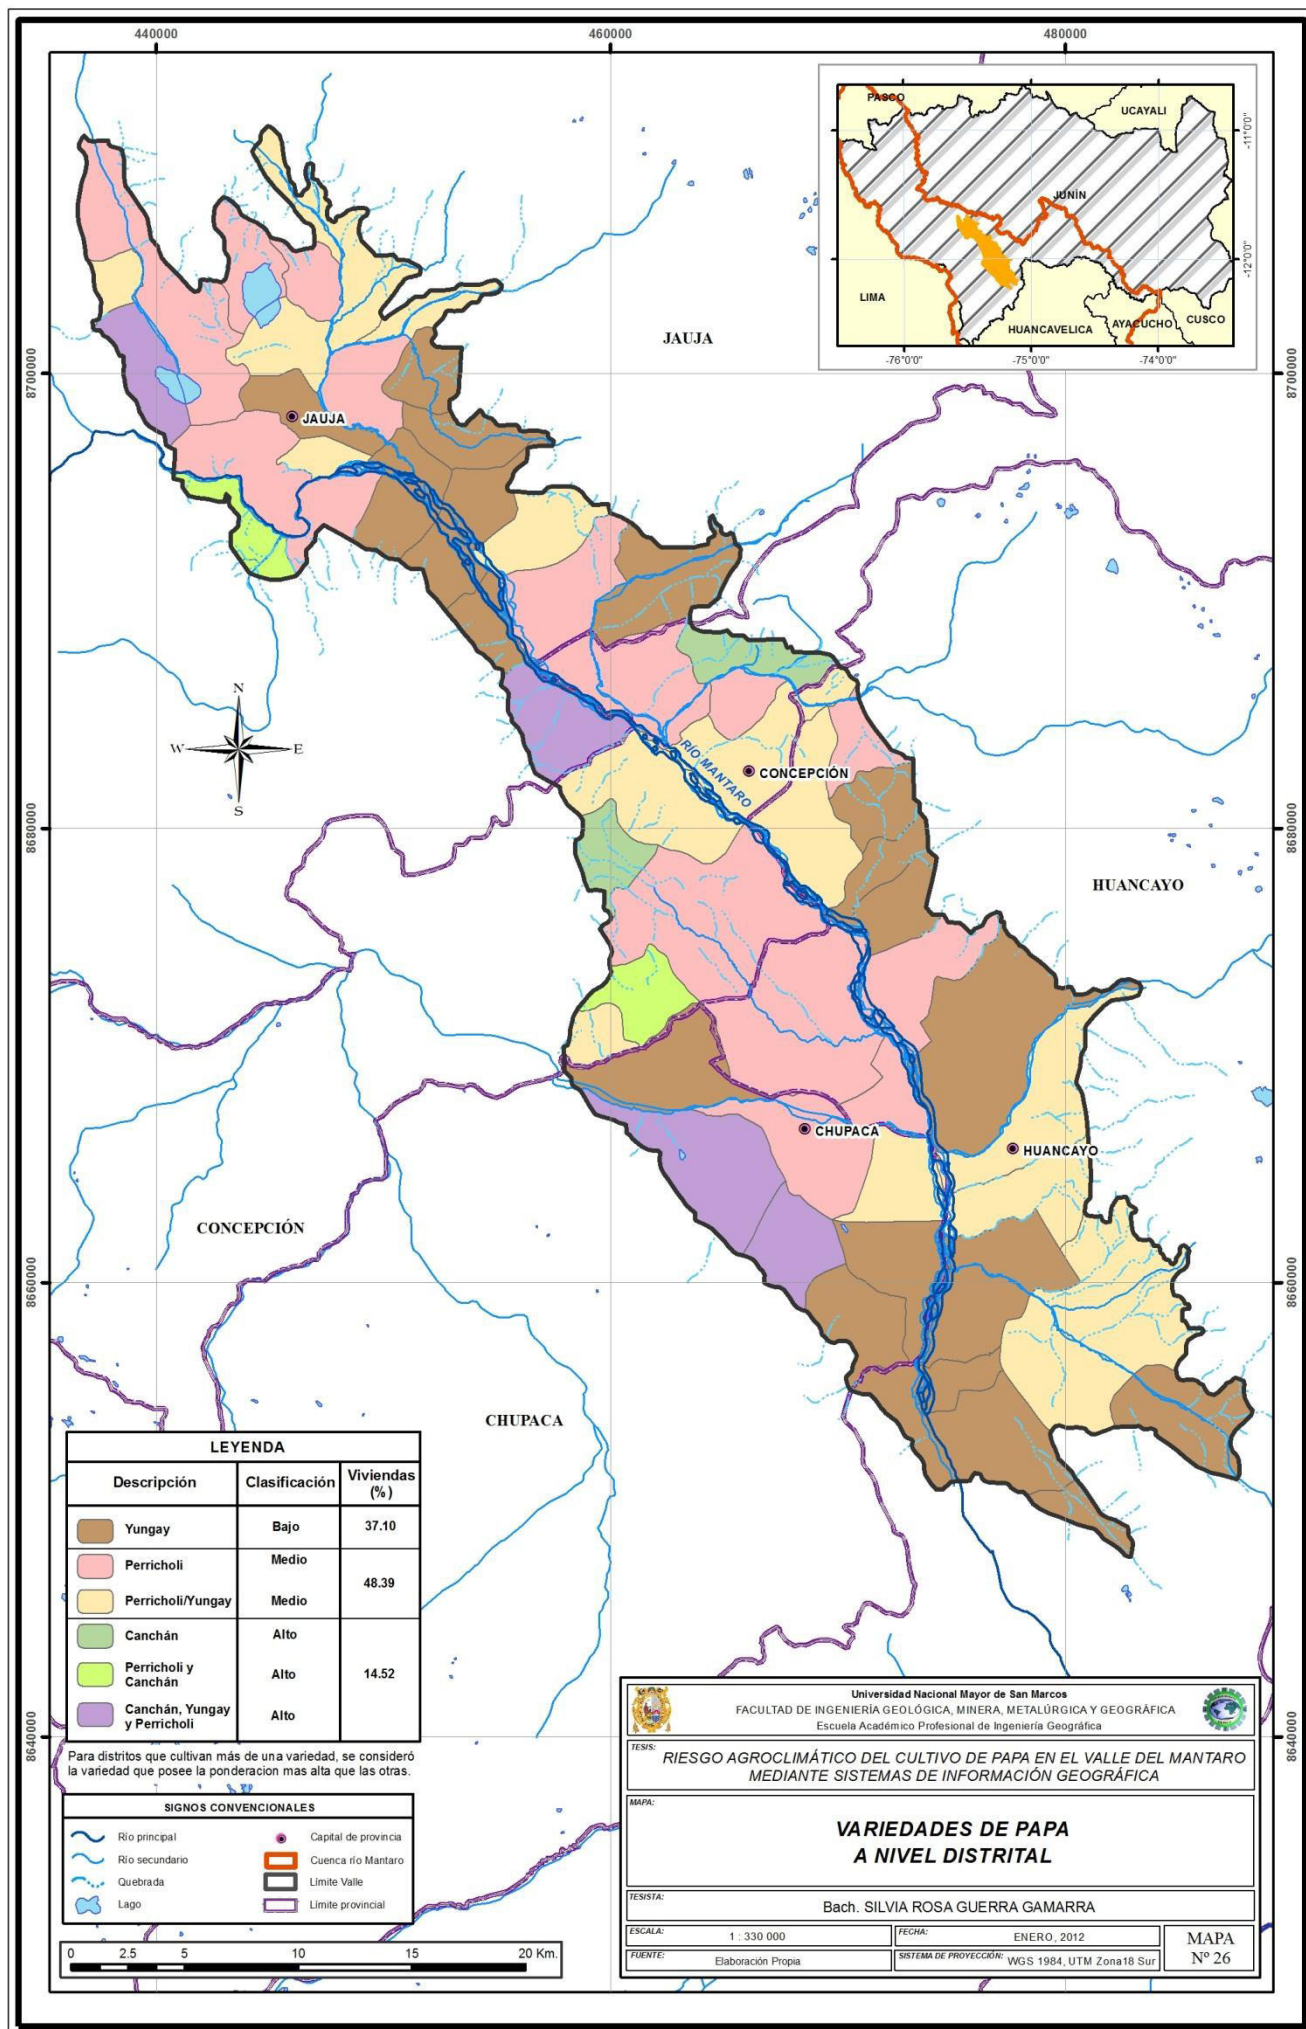 440000
460000
480000
8700000
8680000
8660000
8640000
8700000
8680000
8660000
8640000
PASCO
UCAYALI
JUNÍN
LIMA
HUANCAVELICA
AYACUCHO
CUSCO
-11°0'0"
-12°0'0"
-76°0'0"
-75°0'0"
-74°0'0"
JAUJA
JAUJA
N
W
E
S
RÍO MANTARO
CONCEPCIÓN
HUANCAYO
CHUPACA
HUANCAYO
CONCEPCIÓN
CHUPACA
LEYENDA
Descripción Clasificación Viviendas (%)
Yungay Bajo 37.10
Perricholi Medio
48.39
Perricholi/Yungay Medio
Canchán Alto
Perricholi y
Canchán Alto 14.52
Canchán, Yungay
y Perricholi Alto
Para distritos que cultivan más de una variedad, se consideró
la variedad que posee la ponderacion mas alta que las otras.
SIGNOS CONVENCIONALES
Río principal
Río secundario
Quebrada
Lago
Capital de provincia
Cuenca río Mantaro
Límite Valle
Límite provincial
0 2.5 5 10 15 20 Km.
Universidad Nacional Mayor de San Marcos
FACULTAD DE INGENIERÍA GEOLÓGICA, MINERA, METALÚRGICA Y GEOGRÁFICA
Escuela Académico Profesional de Ingeniería Geográfica
TESIS:
RIESGO AGROCLIMÁTICO DEL CULTIVO DE PAPA EN EL VALLE DEL MANTARO
MEDIANTE SISTEMAS DE INFORMACIÓN GEOGRÁFICA
MAPA:
VARIEDADES DE PAPA
A NIVEL DISTRITAL
TESISTA:
Bach. SILVIA ROSA GUERRA GAMARRA
ESCALA: 1 : 330 000
FECHA: ENERO, 2012
FUENTE: Elaboración Propia
SISTEMA DE PROYECCIÓN: WGS 1984, UTM Zona18 Sur
MAPA
Nº 26